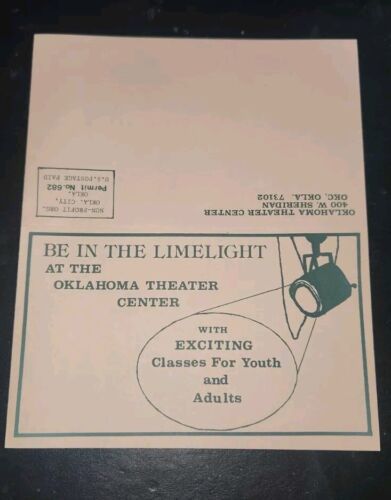 NON-PROFIT ORG.
OKLA. CITY,
OKLA.
Permit No.682
U.S.POSTAGE PAID
OKLAHOMA THEATER CENTER
400 W. SHERIDAN
OKC, OKLA. 73102
BE IN THE LIMELIGHT
AT THE
OKLAHOMA THEATER
CENTER
WITH
EXCITING
Classes For Youth
and
Adults